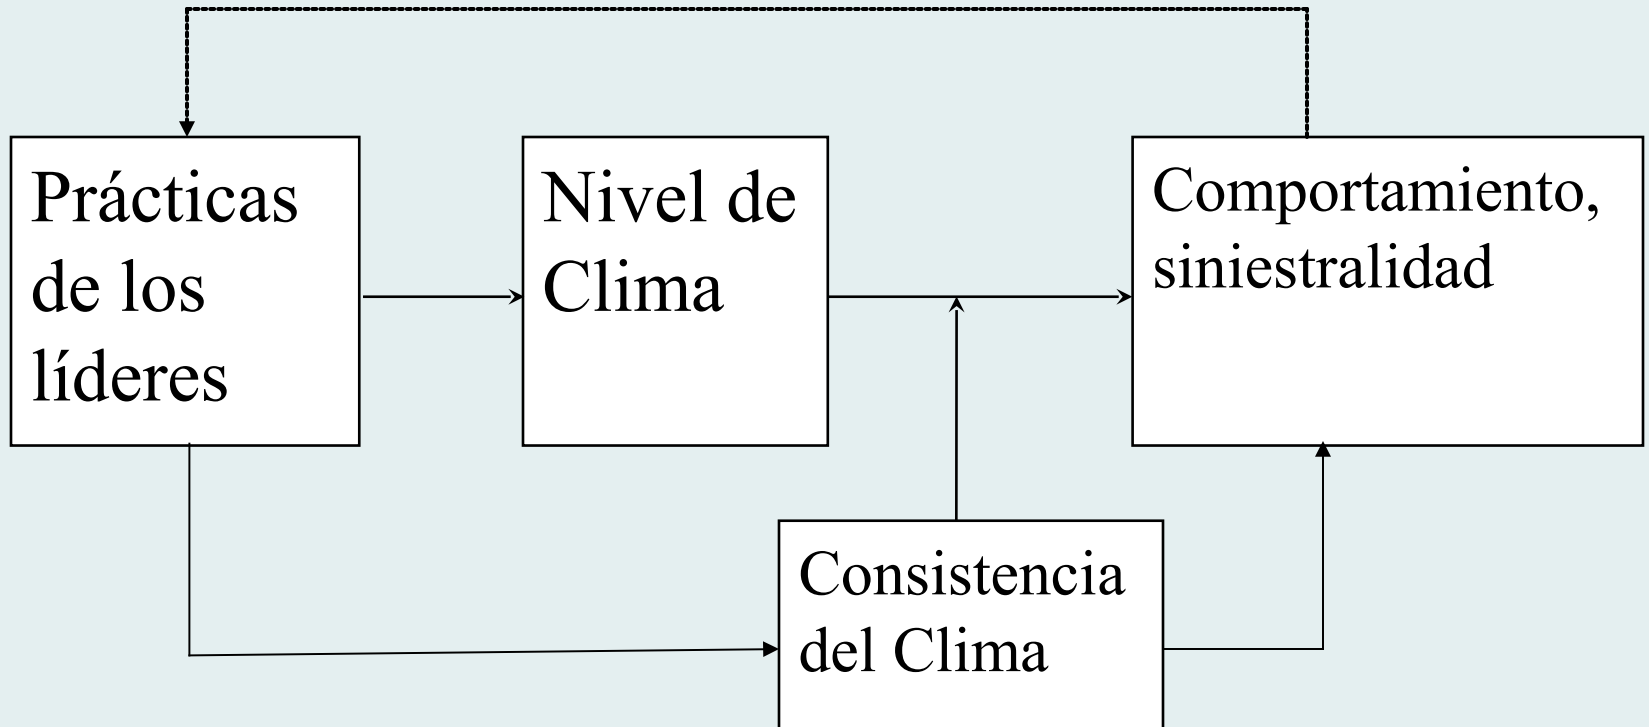 Prácticas
de los
líderes
Nivel de
Clima
Comportamiento,
siniestralidad
Consistencia
del Clima